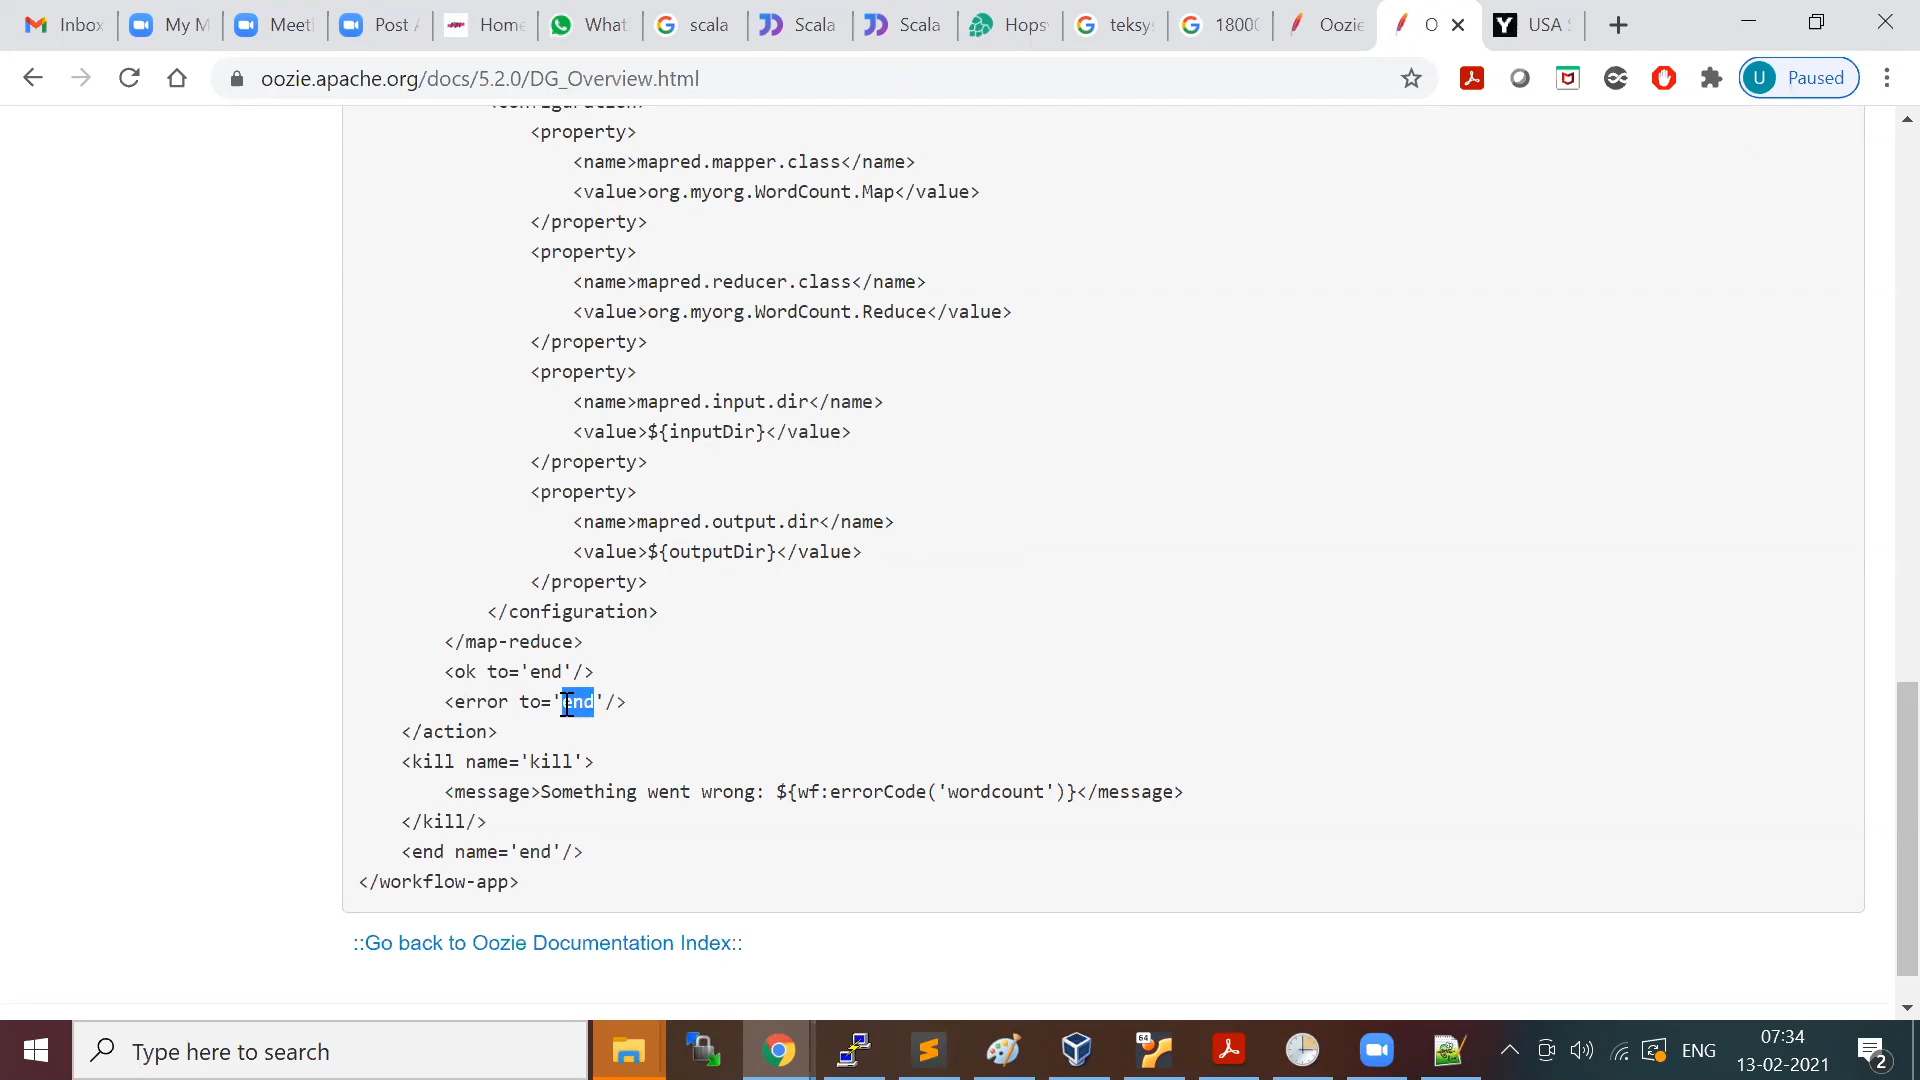 Inbo
My M
Meeti
Post A
Home
What
scala
Scala
Scala
Hops
teksy
1800
Oozie
O
USA
oozie.apache.org/docs/5.2.0/DG_Overview.html
U Paused
<configuration>
<property>
<name>mapred.mapper.class</name>
<value>org.myorg.WordCount.Map</value>
</property>
<property>
<name>mapred.reducer.class</name>
<value>org.myorg.WordCount.Reduce</value>
</property>
<property>
<name>mapred.input.dir</name>
<value>${inputDir}</value>
</property>
<property>
<name>mapred.output.dir</name>
<value>${outputDir}</value>
</property>
</configuration>
</map-reduce>
<ok to='end'/>
<error to='end'/>
</action>
<kill name='kill'>
<message>Something went wrong: ${wf:errorCode('wordcount')}</message>
</kill/>
<end name='end'/>
</workflow-app>
::Go back to Oozie Documentation Index::
Type here to search
64
ENG
07:34
13-02-2021
2